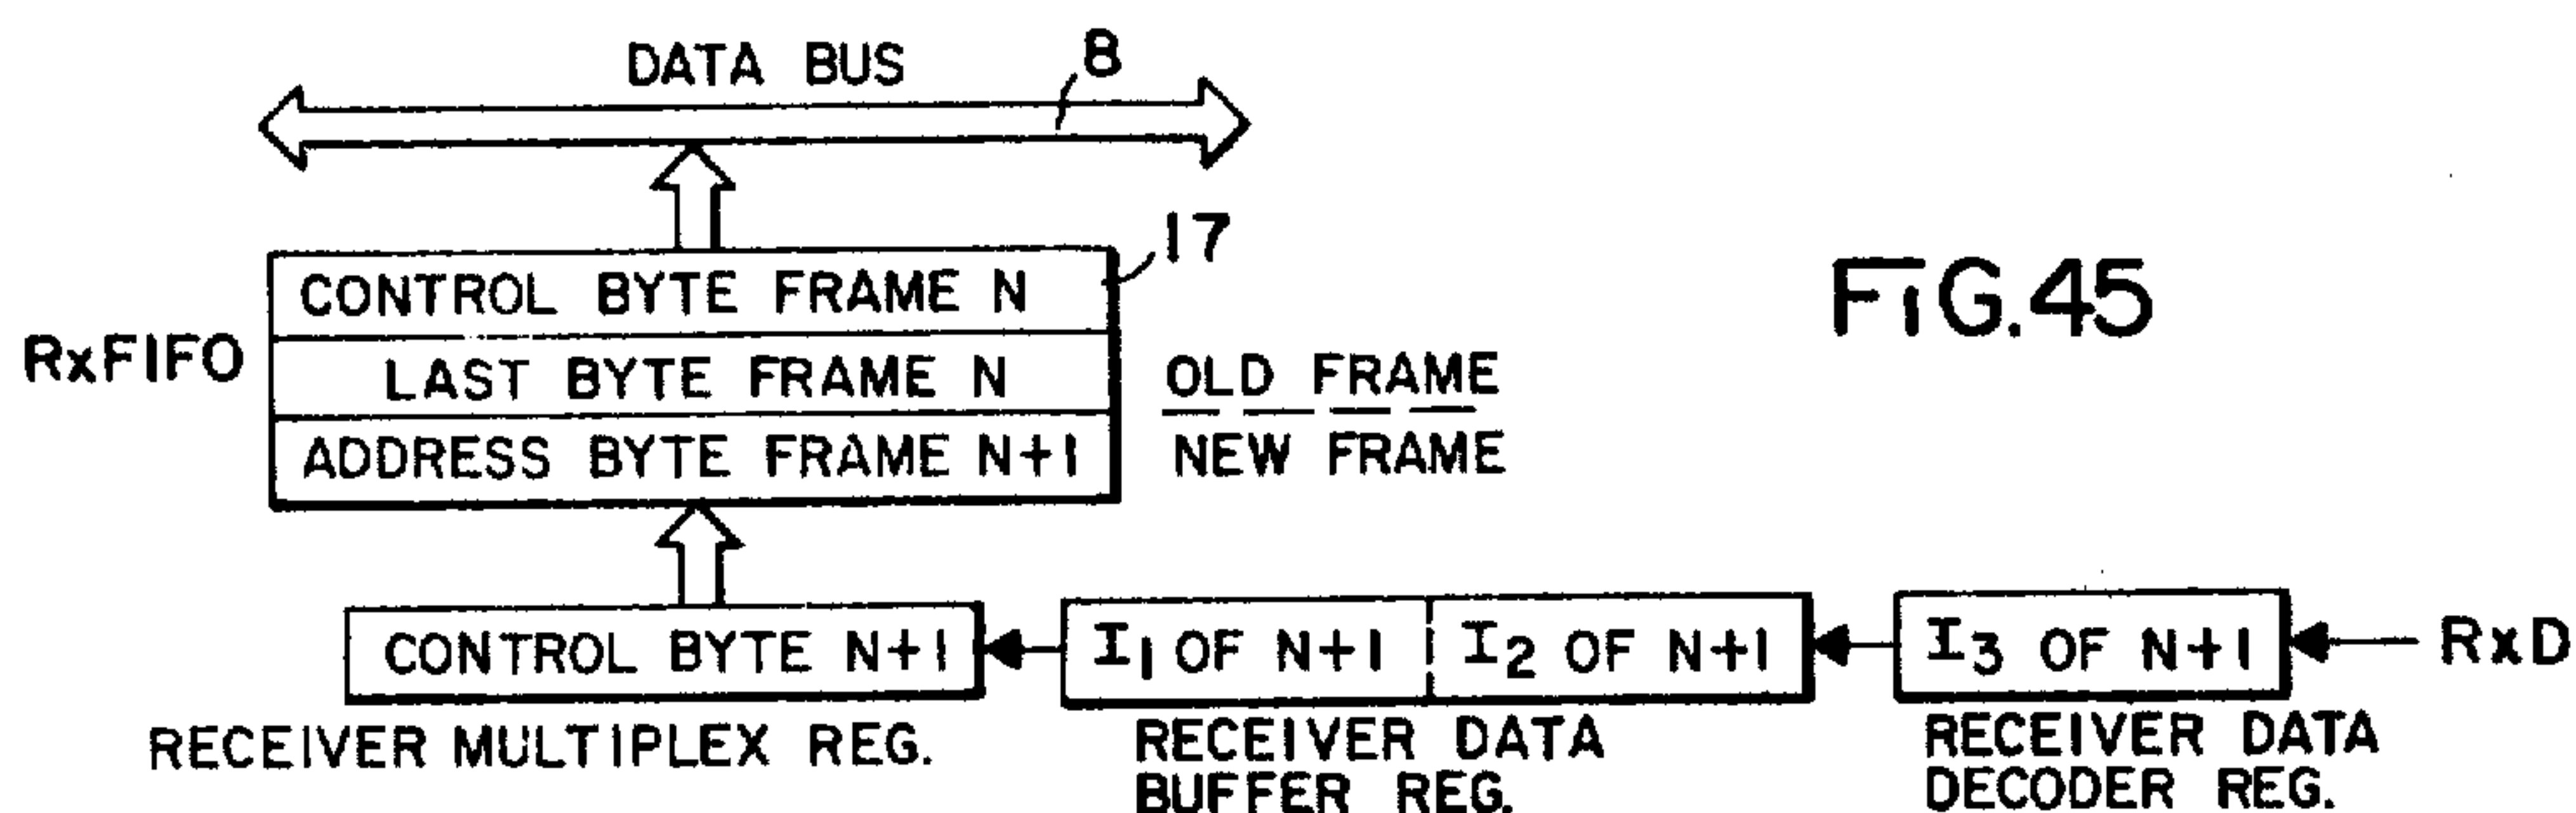 DATA BUS
8
17
CONTROL BYTE FRAME N
RxFIFO
LAST BYTE FRAME N
OLD FRAME
ADDRESS BYTE FRAME N+1
NEW FRAME
FIG.45
CONTROL BYTE N+1
I1 OF N+1
I2 OF N+1
I3 OF N+1
RxD
RECEIVER MULTIPLEX REG.
RECEIVER DATA
BUFFER REG.
RECEIVER DATA
DECODER REG.